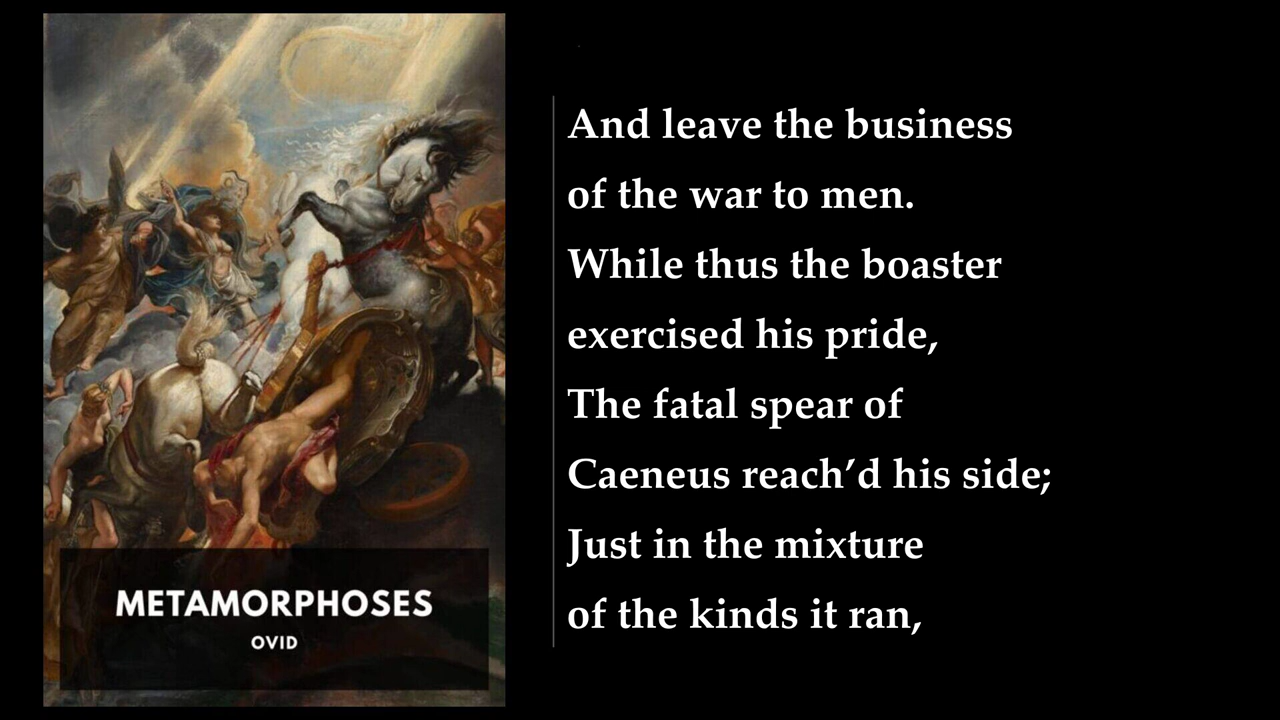 METAMORPHOSES
OVID
And leave the business
of the war to men.
While thus the boaster
exercised his pride,
The fatal spear of
Caeneus reach’d his side;
Just in the mixture
of the kinds it ran,